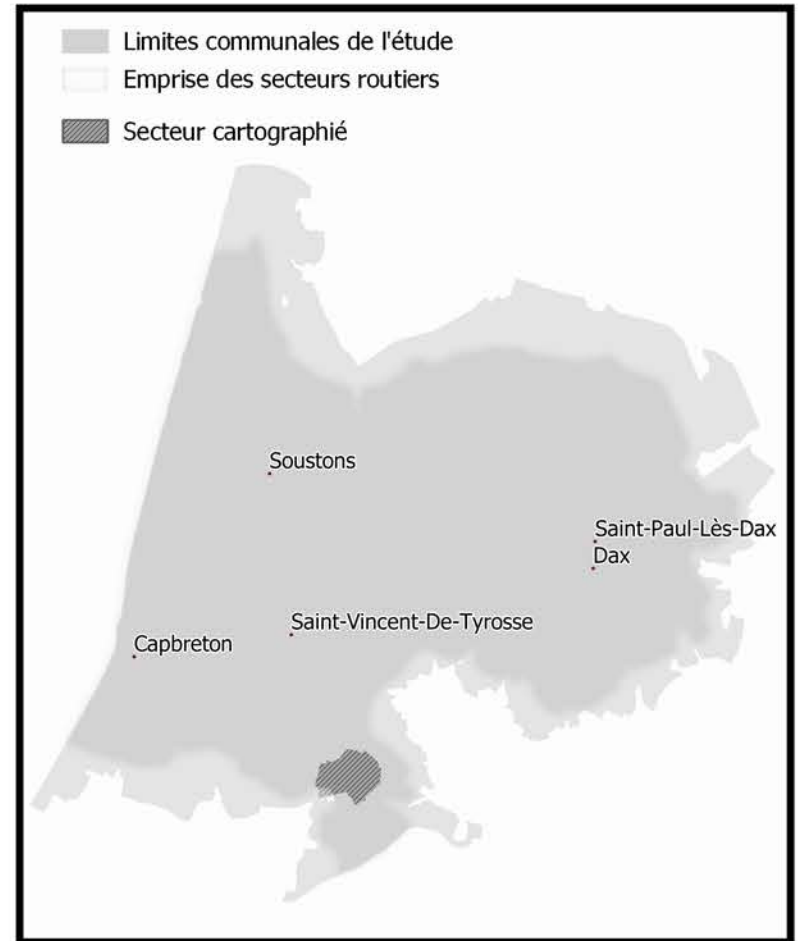 Limites communales de l'étude
Emprise des secteurs routiers
Secteur cartographié
Soustons
Saint-Paul-Lès-Dax
Dax
Saint-Vincent-De-Tyrosse
Capbreton